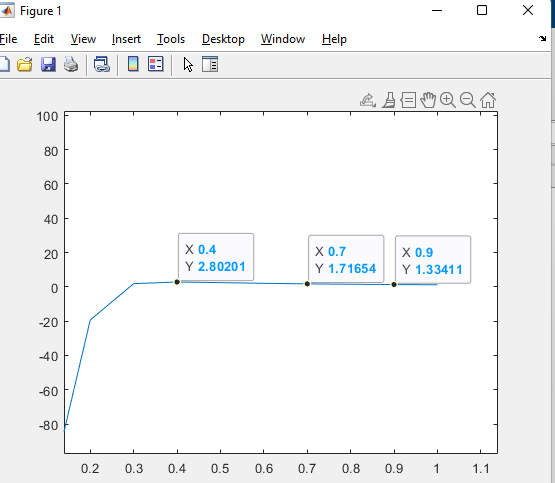 Figure 1
File Edit View Insert Tools Desktop Window Help
100
80
60
40
20
0
-20
-40
-60
-80
X 0.4
Y 2.80201
X 0.7
Y 1.71654
X 0.9
Y 1.33411
0.2 0.3 0.4 0.5 0.6 0.7 0.8 0.9 1 1.1